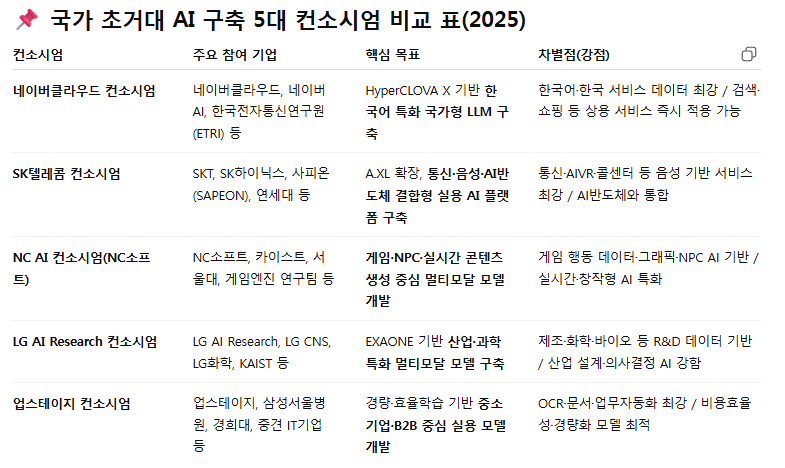 📌 국가 초거대 AI 구축 5대 컨소시엄 비교 표(2025)
컨소시엄 주요 참여 기업 핵심 목표 차별점(강점)
네이버클라우드 컨소시엄
네이버클라우드, 네이버
AI, 한국전자통신연구원
(ETRI) 등
HyperCLOVA X 기반 한
국어 특화 국가형 LLM 구
축
한국어·한국 서비스 데이터 최강 / 검색·
쇼핑 등 상용 서비스 즉시 적용 가능
SK텔레콤 컨소시엄
SKT, SK하이닉스, 사피온
(SAPEON), 연세대 등
A.XL 확장, 통신·음성·AI반
도체 결합형 실용 AI 플랫
폼 구축
통신·AIVR·콜센터 등 음성 기반 서비스
최강 / AI반도체와 통합
NC AI 컨소시엄(NC소프
트)
NC소프트, 카이스트, 서
울대, 게임엔진 연구팀 등
게임·NPC·실시간 콘텐츠
생성 중심 멀티모달 모델
개발
게임 행동 데이터·그래픽·NPC AI 기반 /
실시간·창작형 AI 특화
LG AI Research 컨소시엄
LG AI Research, LG CNS,
LG화학, KAIST 등
EXAONE 기반 산업·과학
특화 멀티모달 모델 구축
제조·화학·바이오 등 R&D 데이터 기반
/ 산업 설계·의사결정 AI 강함
업스테이지 컨소시엄
업스테이지, 삼성서울병
원, 경희대, 중견 IT기업
등
경량·효율학습 기반 중소
기업·B2B 중심 실용 모델
개발
OCR·문서·업무자동화 최강 / 비용효율
성·경량화 모델 최적